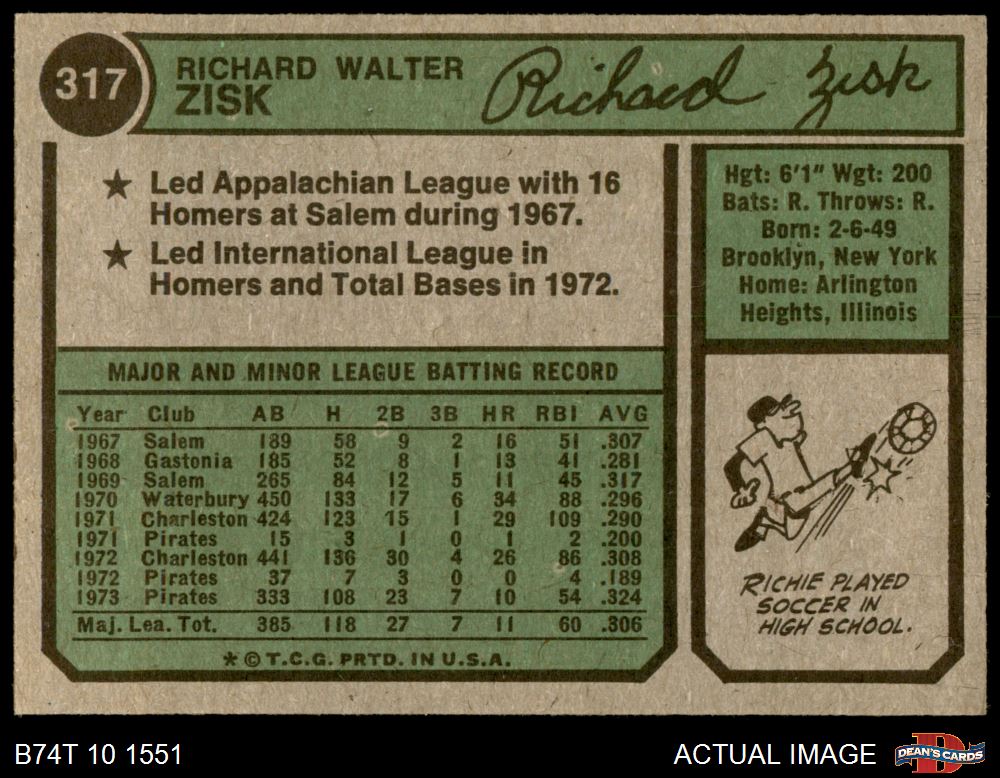 317
RICHARD WALTER
ZISK
Richard Zisk
★ Led Appalachian League with 16
Homers at Salem during 1967.
★ Led International League in
Homers and Total Bases in 1972.
Hgt: 6'1" Wgt: 200
Bats: R. Throws: R.
Born: 2-6-49
Brooklyn, New York
Home: Arlington
Heights, Illinois
MAJOR AND MINOR LEAGUE BATTING RECORD
Year Club AB H 2B 3B HR RBI AVG
1967 Salem 189 58 9 2 16 51 .307
1968 Gastonia 185 52 8 1 13 41 .281
1969 Salem 265 84 12 5 11 45 .317
1970 Waterbury 450 133 17 6 34 88 .296
1971 Charleston 424 123 15 1 29 109 .290
1971 Pirates 15 3 1 0 1 2 .200
1972 Charleston 441 136 30 4 26 86 .308
1972 Pirates 37 7 3 0 0 4 .189
1973 Pirates 333 108 23 7 10 54 .324
Maj. Lea. Tot. 385 118 27 7 11 60 .306
★ © T.C.G. PRTD. IN U.S.A.
RICHIE PLAYED
SOCCER IN
HIGH SCHOOL.
B74T 10 1551
ACTUAL IMAGE
DEAN'S CARDS